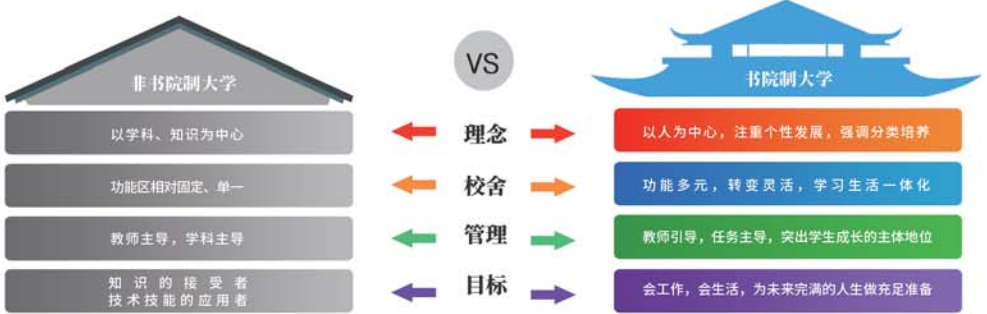 VS
非书院制大学
书院制大学
以学科、知识为中心
理念
以人为中心，注重个性发展，强调分类培养
功能区相对固定、单一
校舍
功能多元，转变灵活，学习生活一体化
教师主导，学科主导
管理
教师引导，任务主导，突出学生成长的主体地位
知识的接受者
技术技能的应用者
目标
会工作，会生活，为未来完满的人生做充足准备